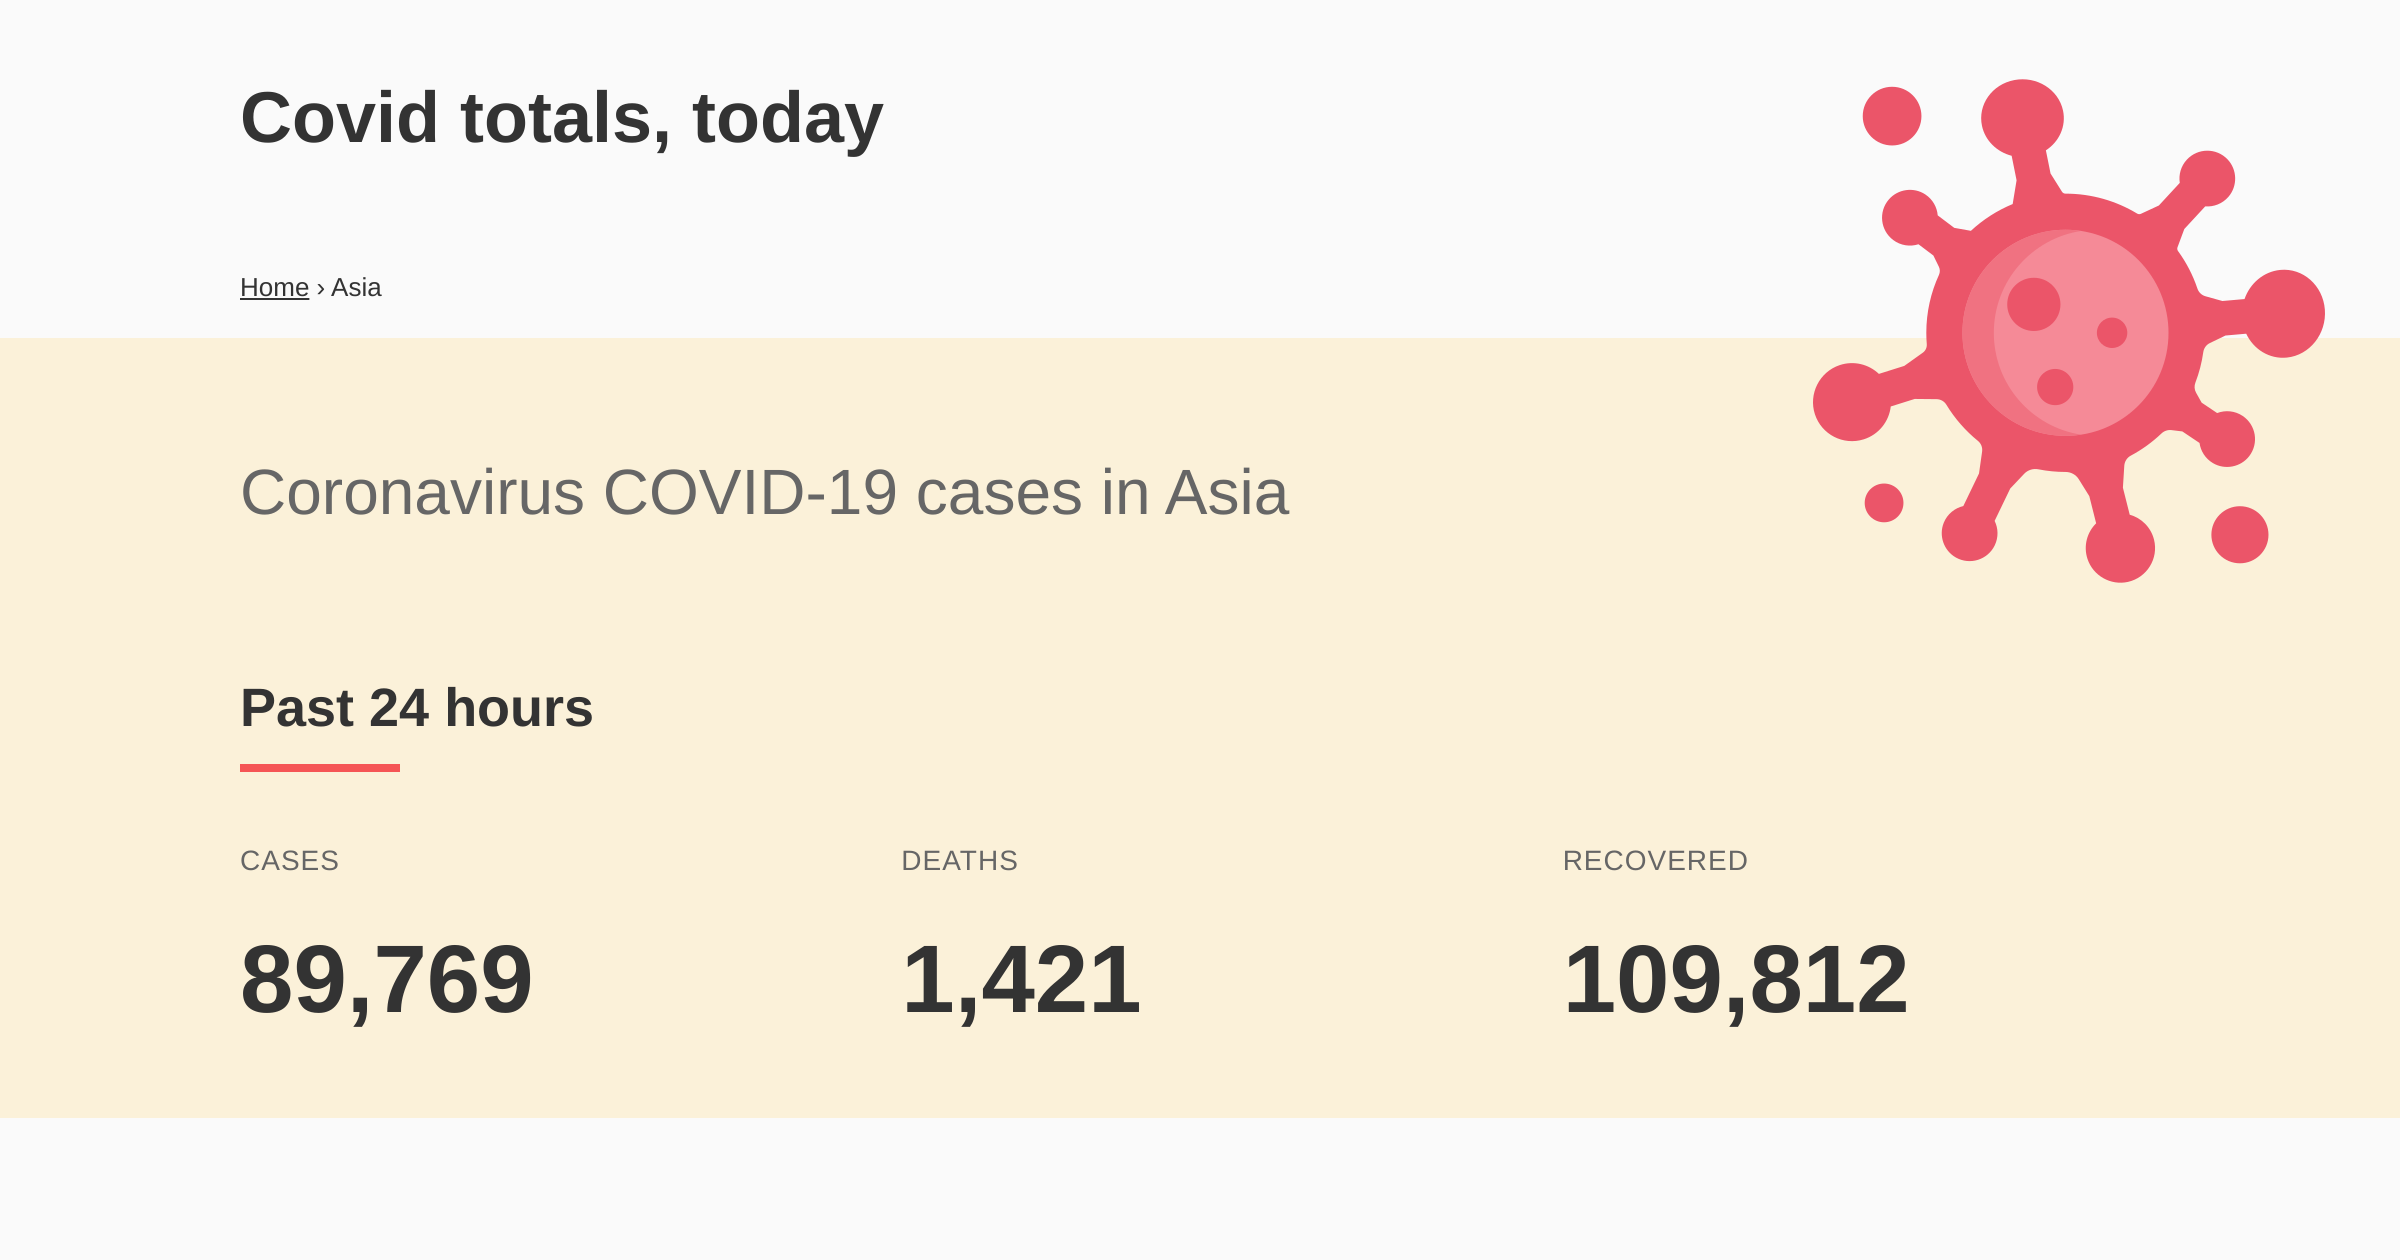 Covid totals, today
Home › Asia
Coronavirus COVID-19 cases in Asia
Past 24 hours
CASES
DEATHS
RECOVERED
89,769
1,421
109,812